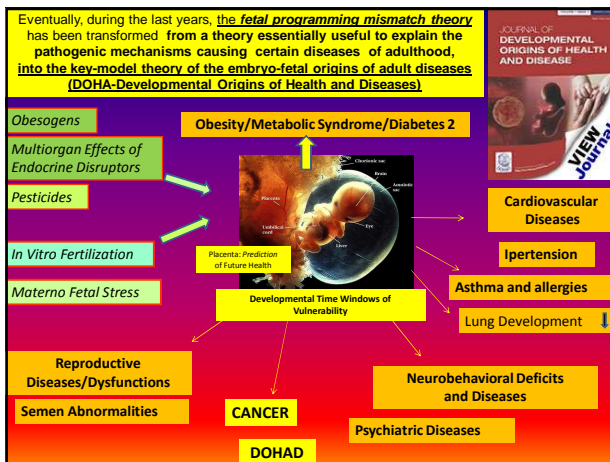 Eventually, during the last years, the fetal programming mismatch theory
has been transformed from a theory essentially useful to explain the
pathogenic mechanisms causing certain diseases of adulthood,
into the key-model theory of the embryo-fetal origins of adult diseases
(DOHA-Developmental Origins of Health and Diseases)
JOURNAL OF
DEVELOPMENTAL
ORIGINS OF HEALTH
AND DISEASE
VIEW
Journal
Obesogens
Multiorgan Effects of
Endocrine Disruptors
Pesticides
In Vitro Fertilization
Materno Fetal Stress
Obesity/Metabolic Syndrome/Diabetes 2
Chorionic sac
Brain
Amniotic
sac
Placenta
Umbilical
cord
Eye
Liver
Placenta: Prediction
of Future Health
Developmental Time Windows of
Vulnerability
Cardiovascular
Diseases
Ipertension
Asthma and allergies
Lung Development
Reproductive
Diseases/Dysfunctions
Semen Abnormalities
CANCER
DOHAD
Neurobehavioral Deficits
and Diseases
Psychiatric Diseases